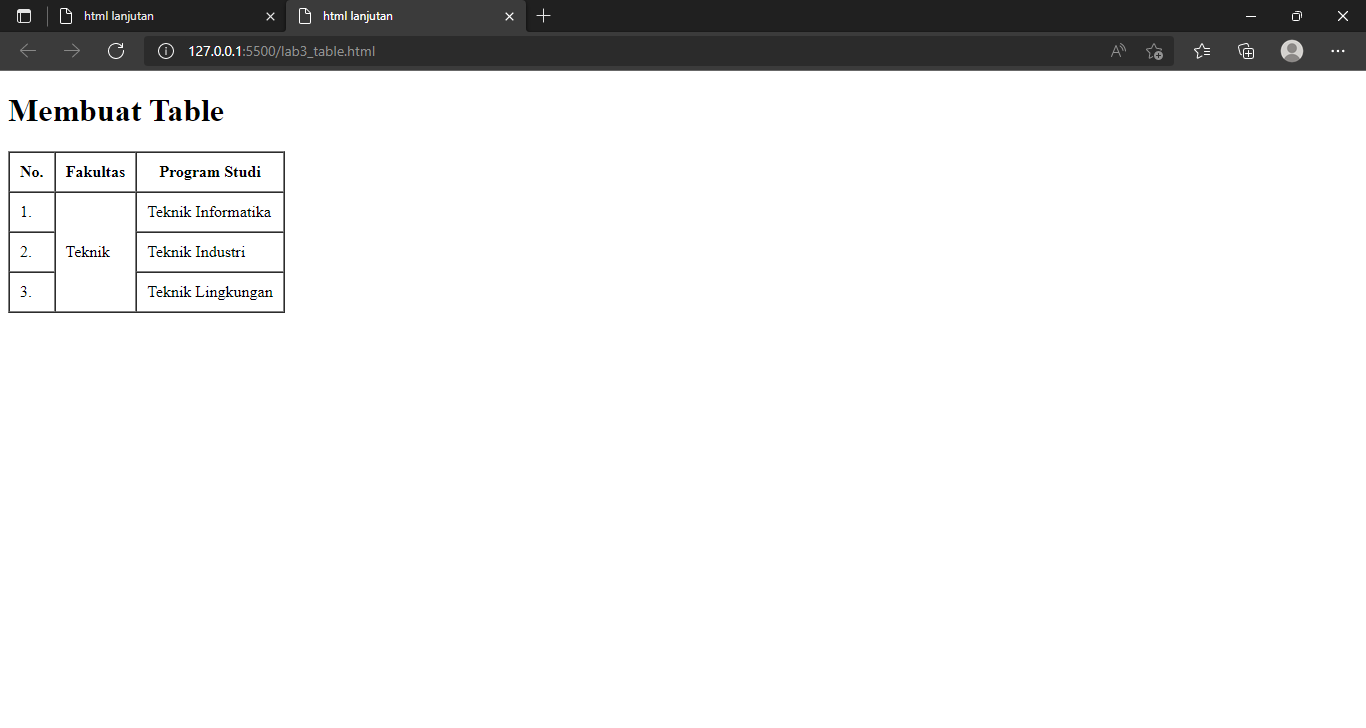 html lanjutan
html lanjutan
127.0.0.1:5500/lab3_table.html
Membuat Table
No. Fakultas Program Studi
1. Teknik Informatika
2. Teknik Teknik Industri
3. Teknik Lingkungan